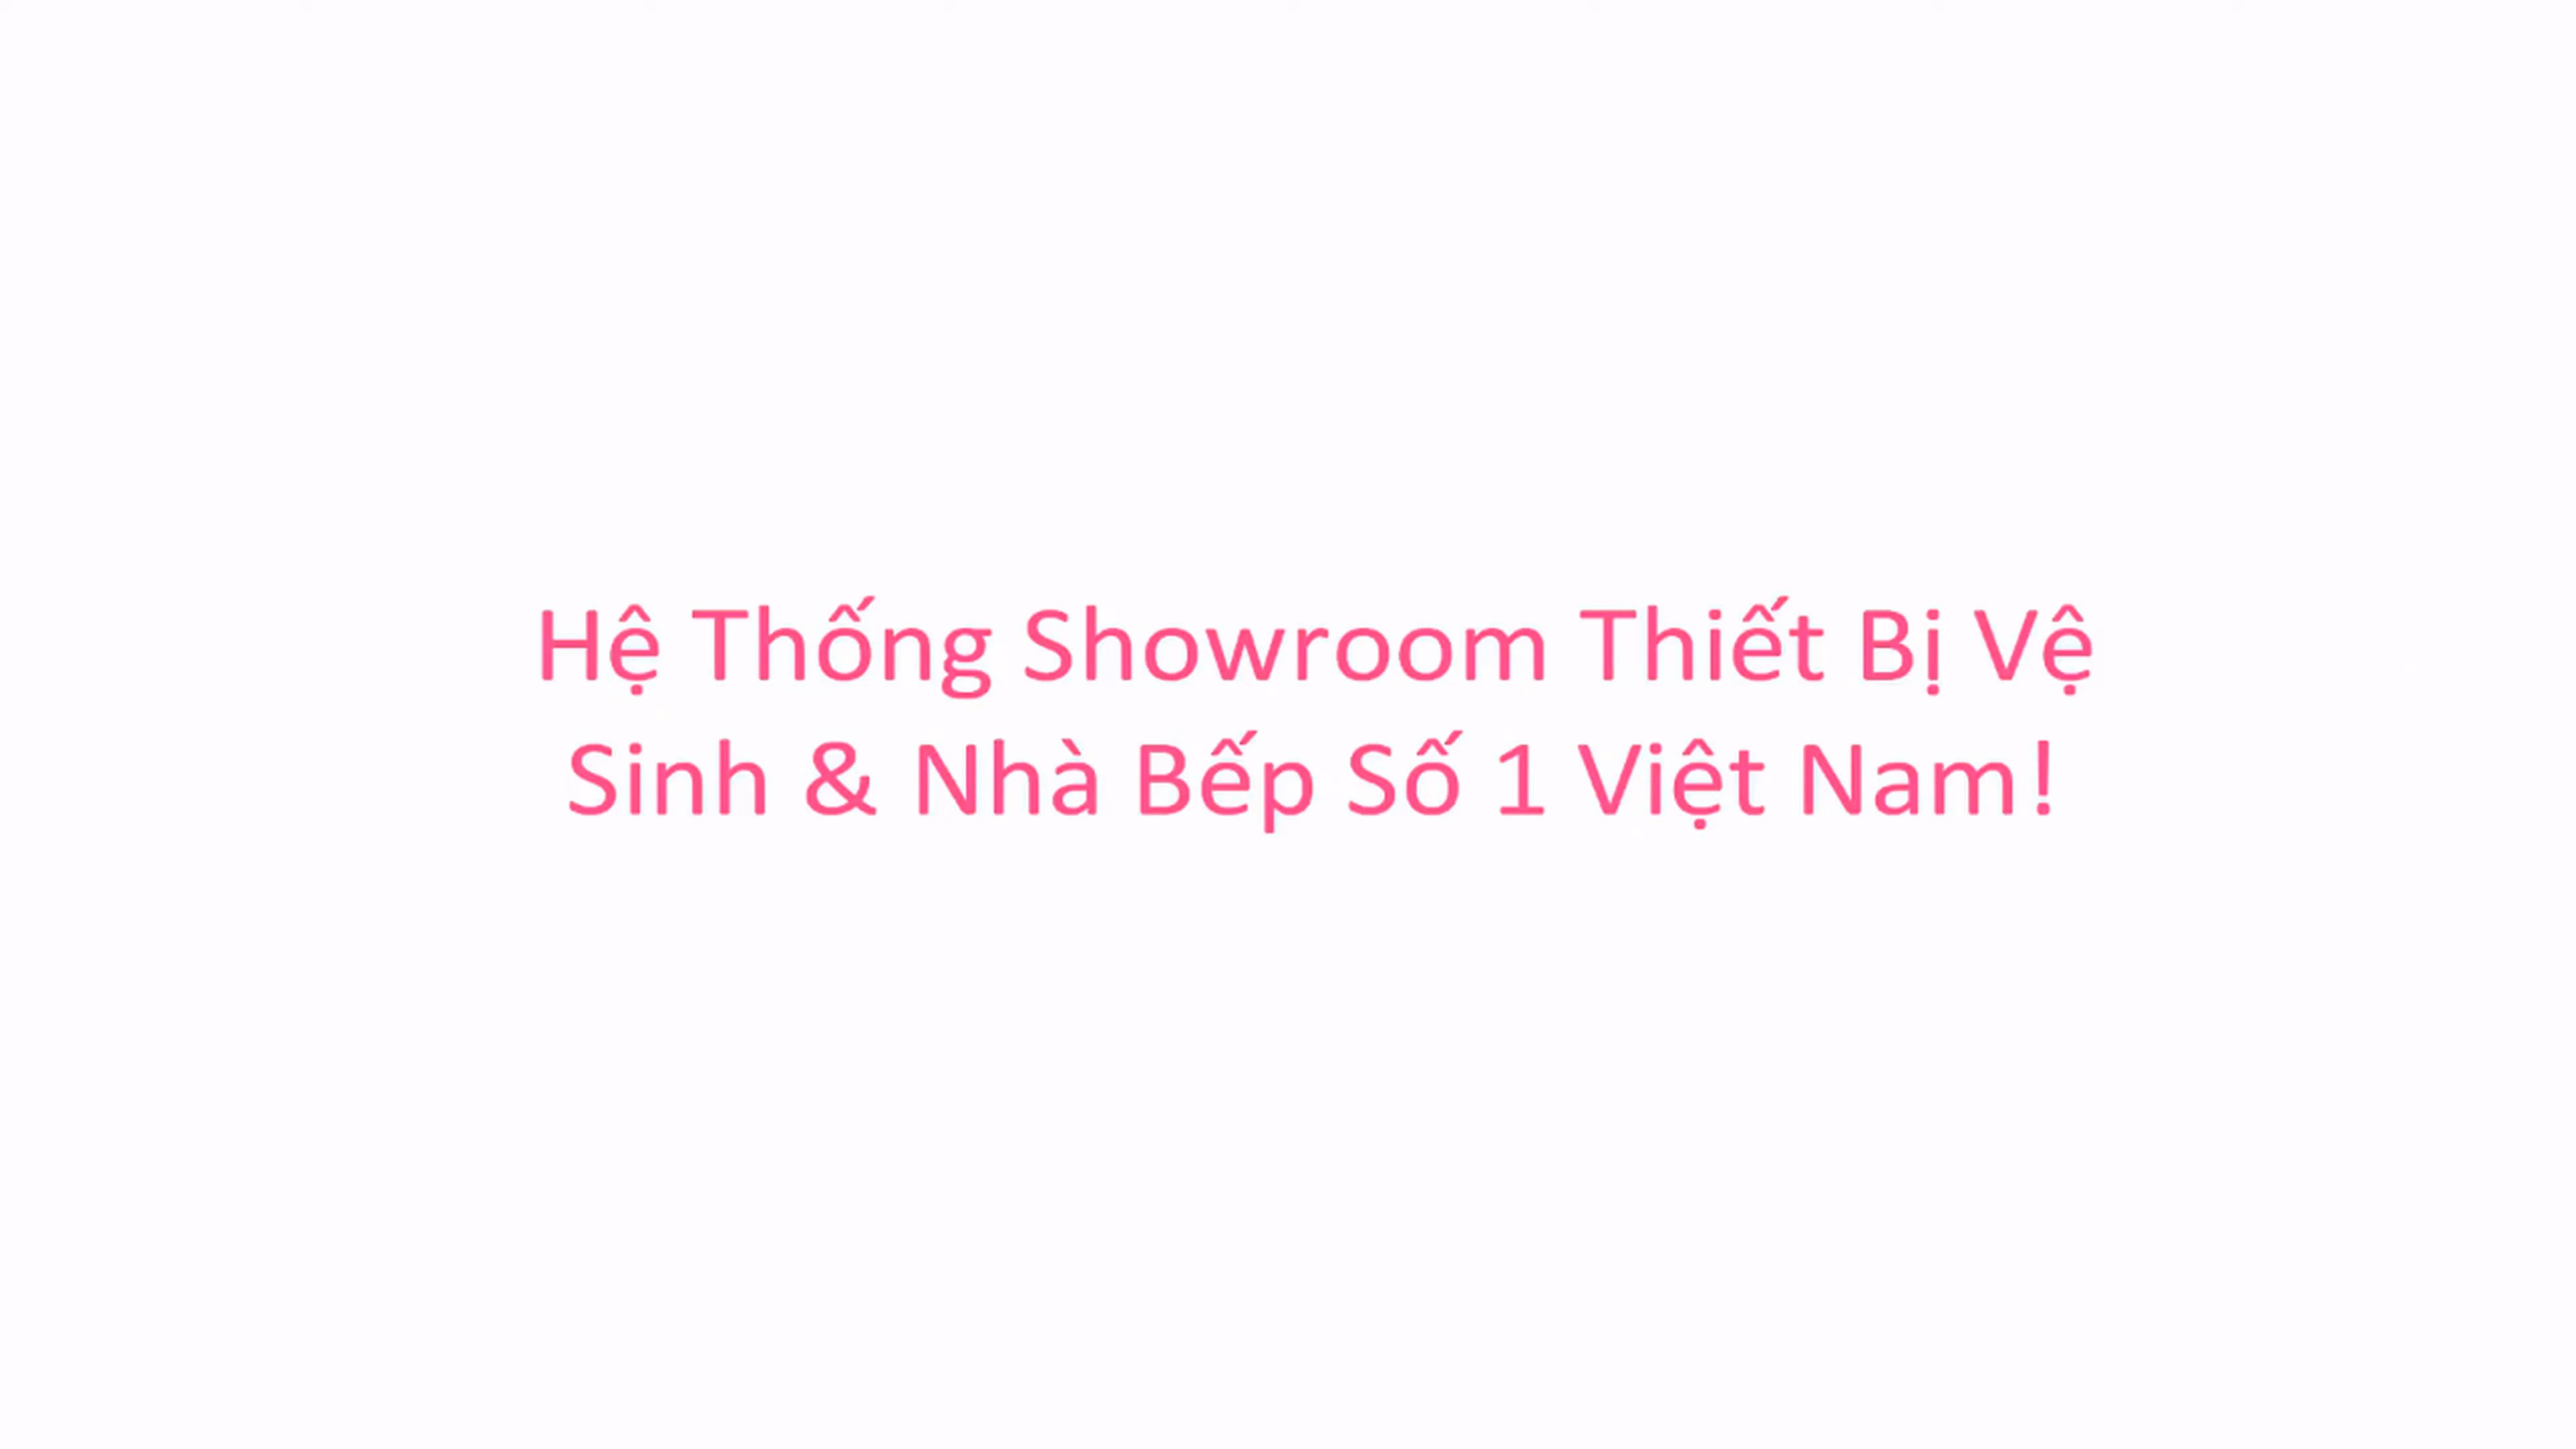 Hệ Thống Showroom Thiết Bị Vệ
Sinh & Nhà Bếp Số 1 Việt Nam!